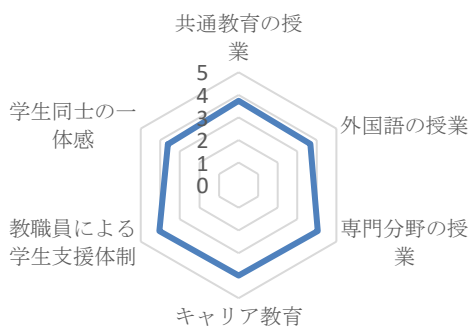 共通教育の授
業
5
4
3
2
1
0
外国語の授業
専門分野の授
業
キャリア教育
教職員による
学生支援体制
学生同士の一
体感